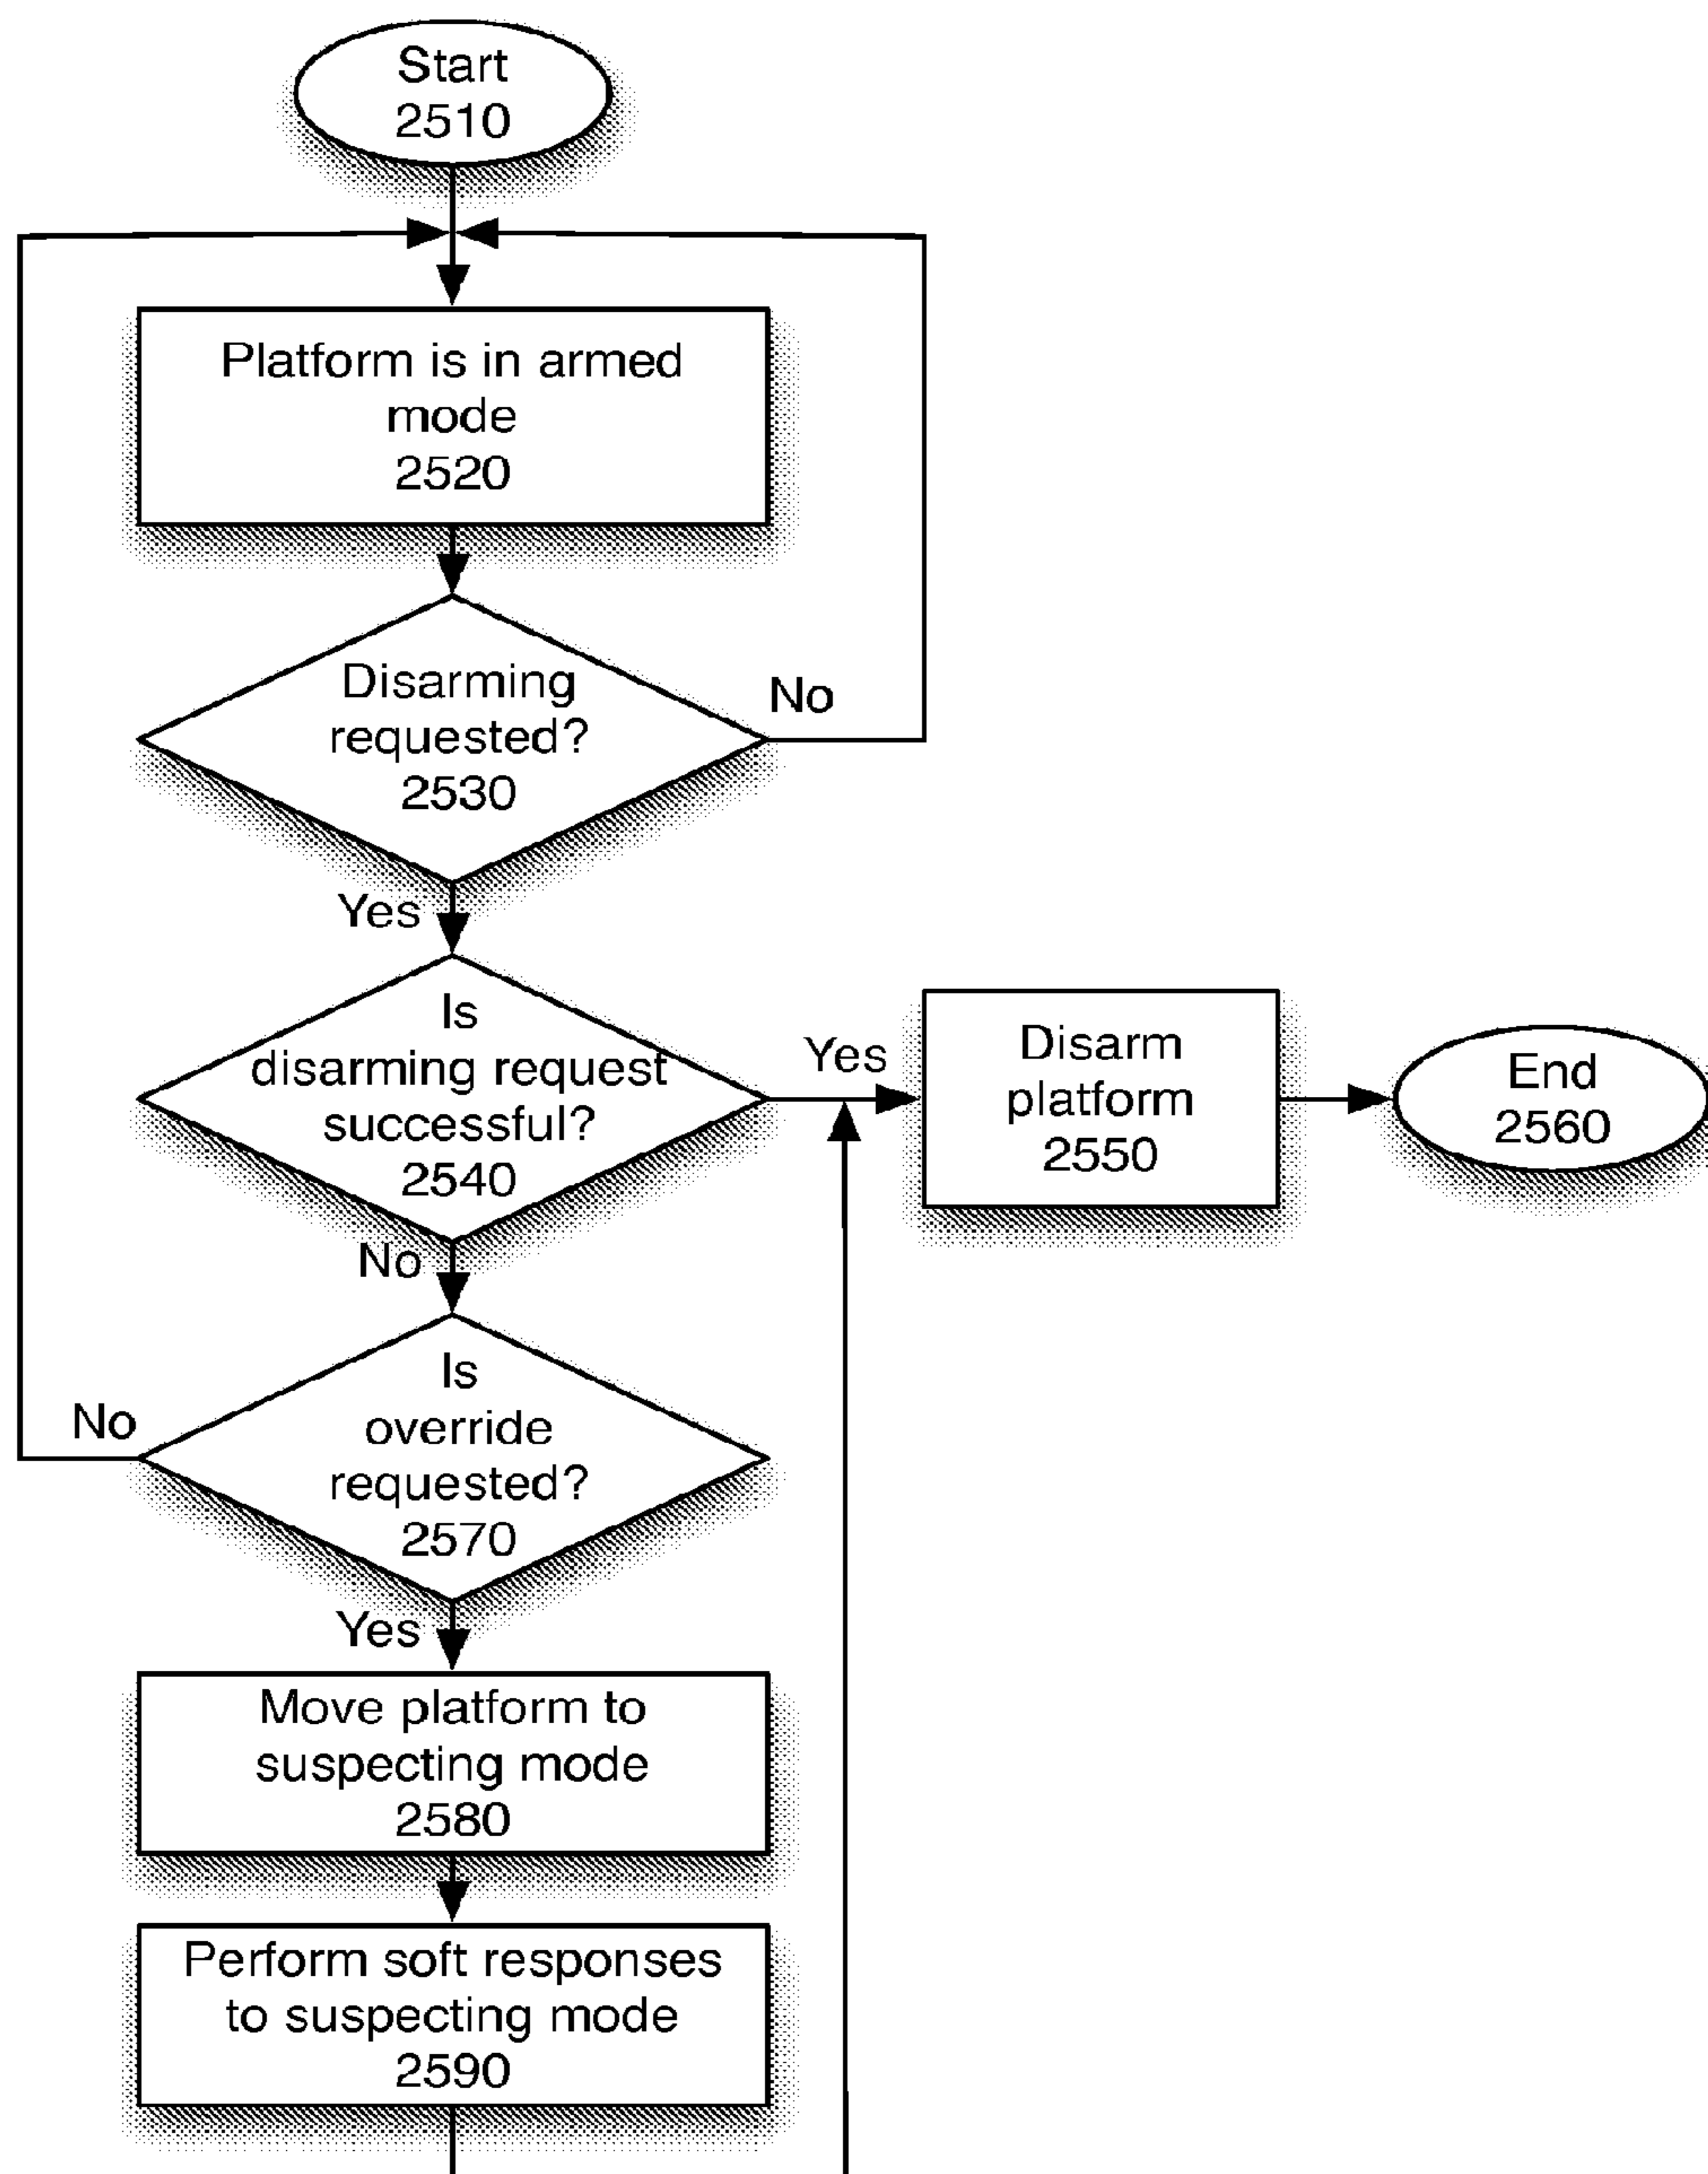 Start
2510
Platform is in armed
mode
2520
Disarming
requested?
2530
No
Yes
Is
disarming request
successful?
2540
Yes
Disarm
platform
2550
End
2560
No
Is
override
requested?
2570
No
Yes
Move platform to
suspecting mode
2580
Perform soft responses
to suspecting mode
2590